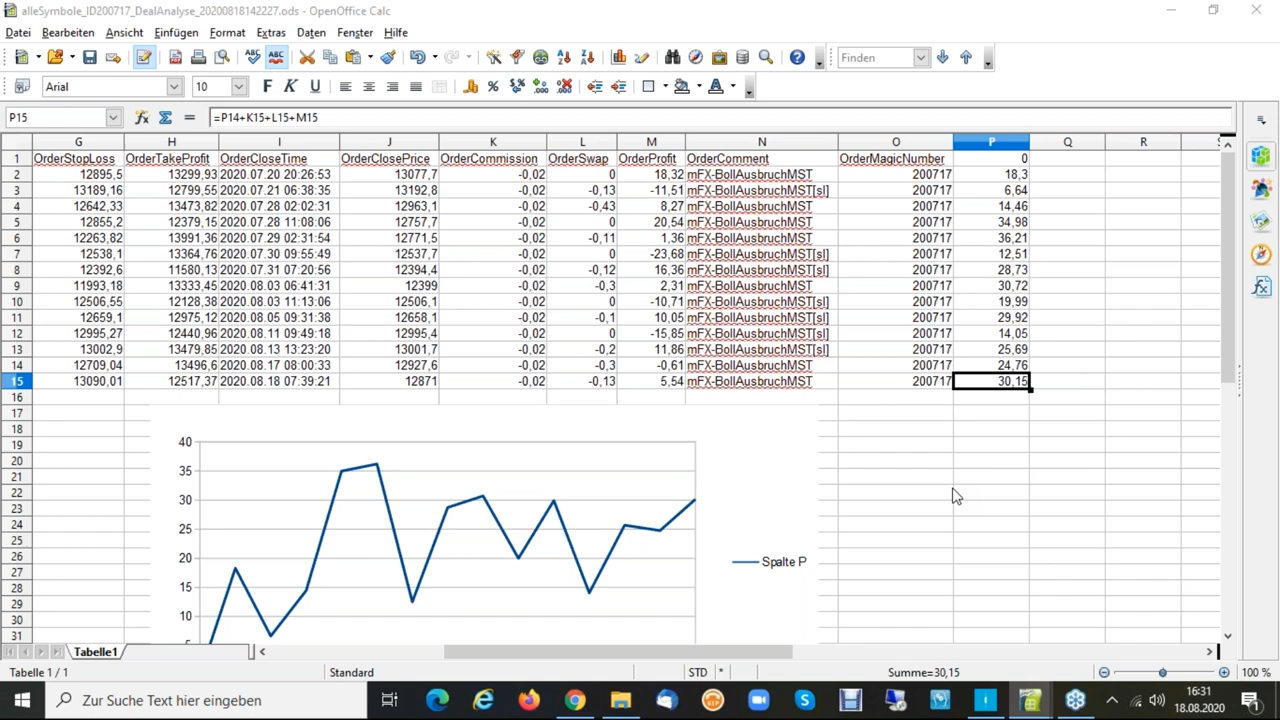 alleSymbole_ID200717_DealAnalyse_20200818142227.ods - OpenOffice Calc
Datei Bearbeiten Ansicht Einfügen Format Extras Daten Fenster Hilfe
Finden
Arial 10
P15 =P14+K15+L15+M15
G H I J K L M N O P Q R
1 OrderStopLoss OrderTakeProfit OrderCloseTime OrderClosePrice OrderCommission OrderSwap OrderProfit OrderComment OrderMagicNumber 0
2 12895,5 13299,93 2020.07.20 20:26:53 13077,7 -0,02 0 18,32 mFX-BollAusbruchMST 200717 18,3
3 13189,16 12799,55 2020.07.21 06:38:35 13192,8 -0,02 -0,13 -11,51 mFX-BollAusbruchMST[sl] 200717 6,64
4 12642,33 13473,82 2020.07.28 02:02:31 12963,1 -0,02 -0,43 8,27 mFX-BollAusbruchMST 200717 14,46
5 12855,2 12379,15 2020.07.28 11:08:06 12757,7 -0,02 0 20,54 mFX-BollAusbruchMST 200717 34,98
6 12263,82 13991,36 2020.07.29 02:31:54 12771,5 -0,02 -0,11 1,36 mFX-BollAusbruchMST 200717 36,21
7 12538,1 13364,76 2020.07.30 09:55:49 12537,7 -0,02 0 -23,68 mFX-BollAusbruchMST[sl] 200717 12,51
8 12392,6 11580,13 2020.07.31 07:20:56 12394,4 -0,02 -0,12 16,36 mFX-BollAusbruchMST[sl] 200717 28,73
9 11993,18 13333,45 2020.08.03 06:41:31 12399 -0,02 -0,3 2,31 mFX-BollAusbruchMST 200717 30,72
10 12506,55 12128,38 2020.08.03 11:13:06 12506,1 -0,02 0 -10,71 mFX-BollAusbruchMST[sl] 200717 19,99
11 12659,1 12975,12 2020.08.05 09:31:38 12658,1 -0,02 -0,1 10,05 mFX-BollAusbruchMST[sl] 200717 29,92
12 12995,27 12440,96 2020.08.11 09:49:18 12995,4 -0,02 0 -15,85 mFX-BollAusbruchMST[sl] 200717 14,05
13 13002,9 13479,85 2020.08.13 13:23:20 13001,7 -0,02 -0,2 11,86 mFX-BollAusbruchMST[sl] 200717 25,69
14 12709,04 13496,6 2020.08.17 08:00:33 12927,6 -0,02 -0,3 -0,61 mFX-BollAusbruchMST 200717 24,76
15 13090,01 12517,37 2020.08.18 07:39:21 12871 -0,02 -0,13 5,54 mFX-BollAusbruchMST 200717 30,15
16
17
18
19
20
21
22
23
24
25
26
27
28
29
30
31
40
35
30
25
20
15
10
Spalte P
Tabelle1
Tabelle 1 / 1 Standard STD * Summe=30,15 100 %
Zur Suche Text hier eingeben
16:31
18.08.2020